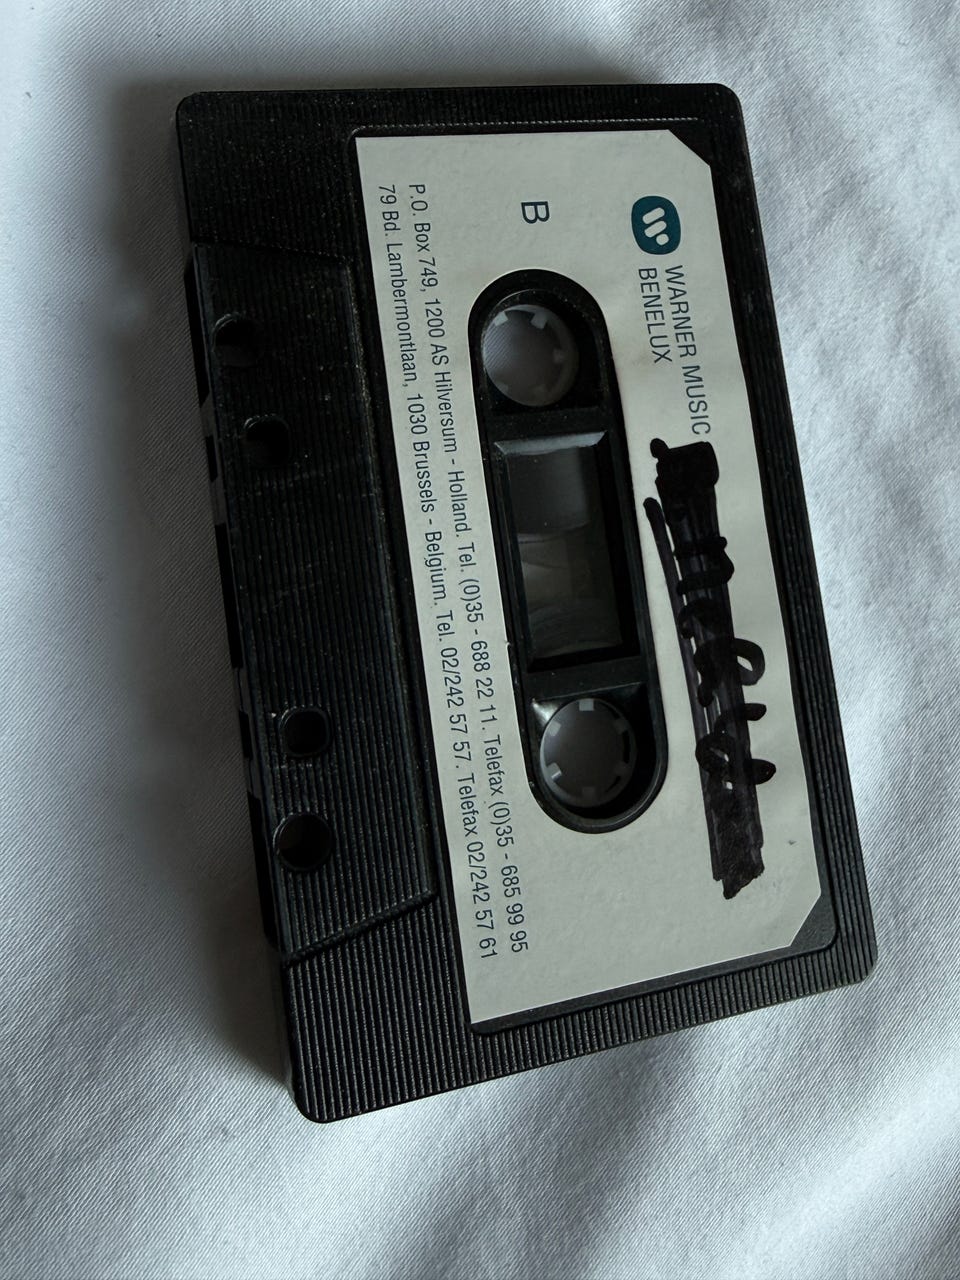 WARNER MUSIC
BENELUX
B
P.O. Box 749, 1200 AS Hilversum - Holland. Tel. (0)35 - 688 22 11. Telefax (0)35 - 685 99 95
79 Bd. Lambermontlaan, 1030 Brussels - Belgium. Tel. 02/242 57 57. Telefax 02/242 57 61